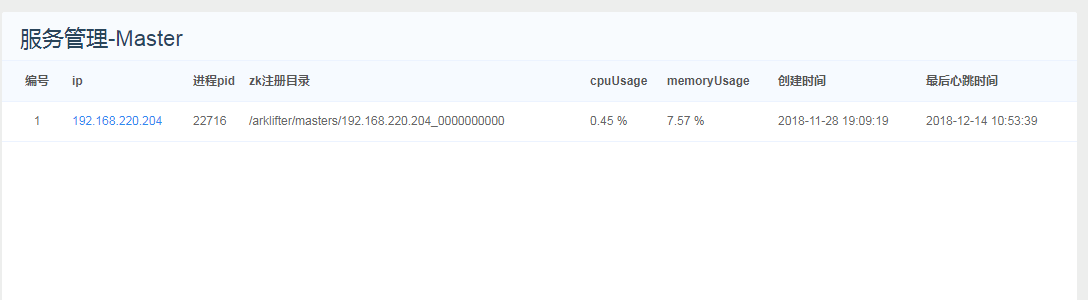 服务管理-Master
编号 ip 进程pid zk注册目录 cpuUsage memoryUsage 创建时间 最后心跳时间
1 192.168.220.204 22716 /arklifter/masters/192.168.220.204_0000000000 0.45 % 7.57 % 2018-11-28 19:09:19 2018-12-14 10:53:39